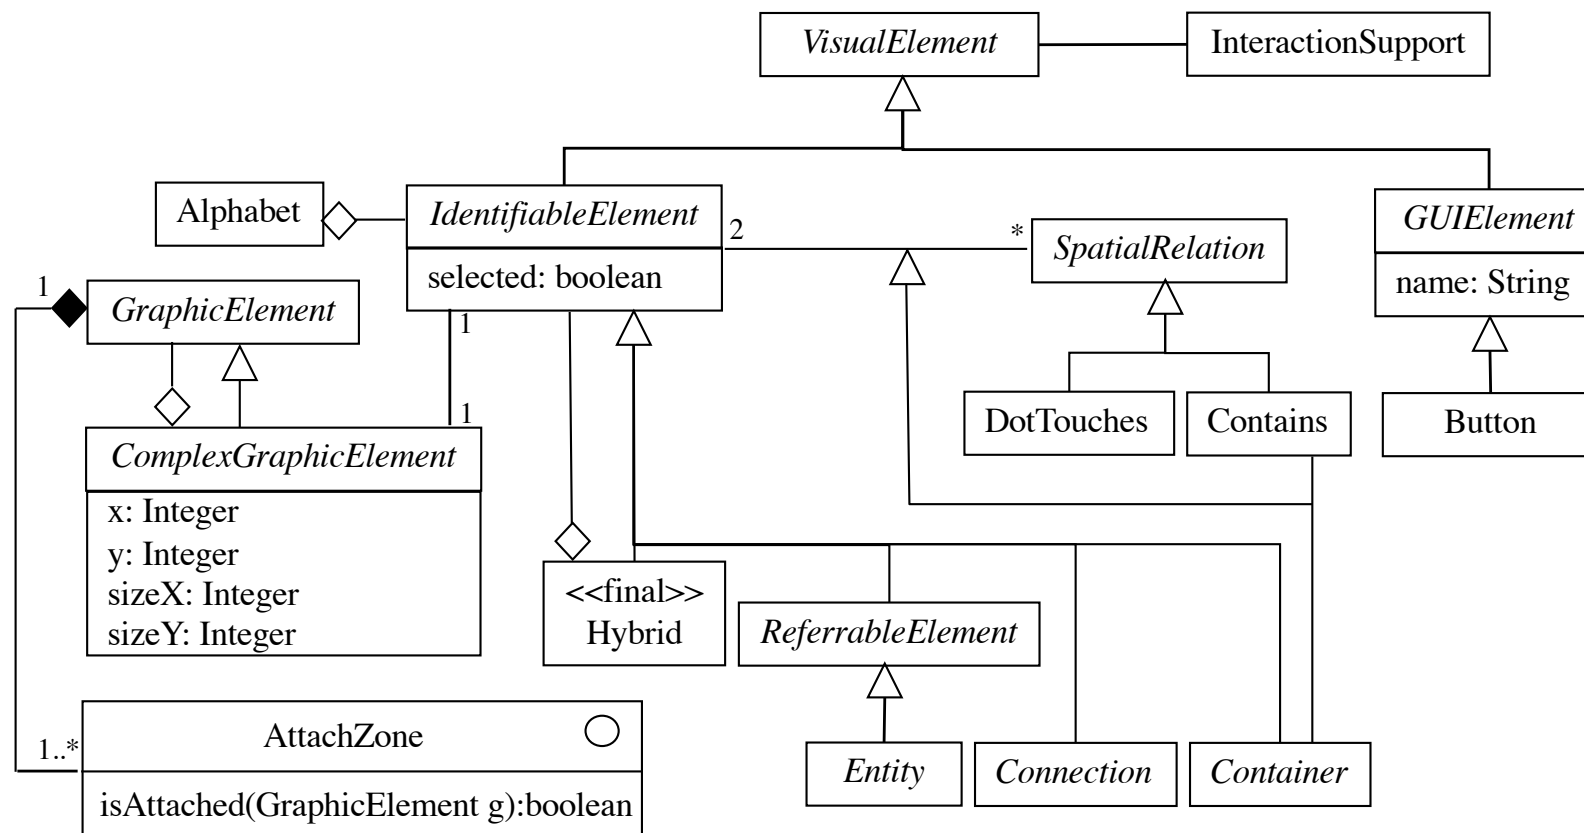 VisualElement
InteractionSupport
Alphabet
IdentifiableElement
selected: boolean
2
*
SpatialRelation
GUIElement
name: String
1
GraphicElement
1
1
DotTouches
Contains
Button
ComplexGraphicElement
x: Integer
y: Integer
sizeX: Integer
sizeY: Integer
<<final>>
Hybrid
ReferrableElement
1..*
AttachZone
isAttached(GraphicElement g):boolean
Entity
Connection
Container